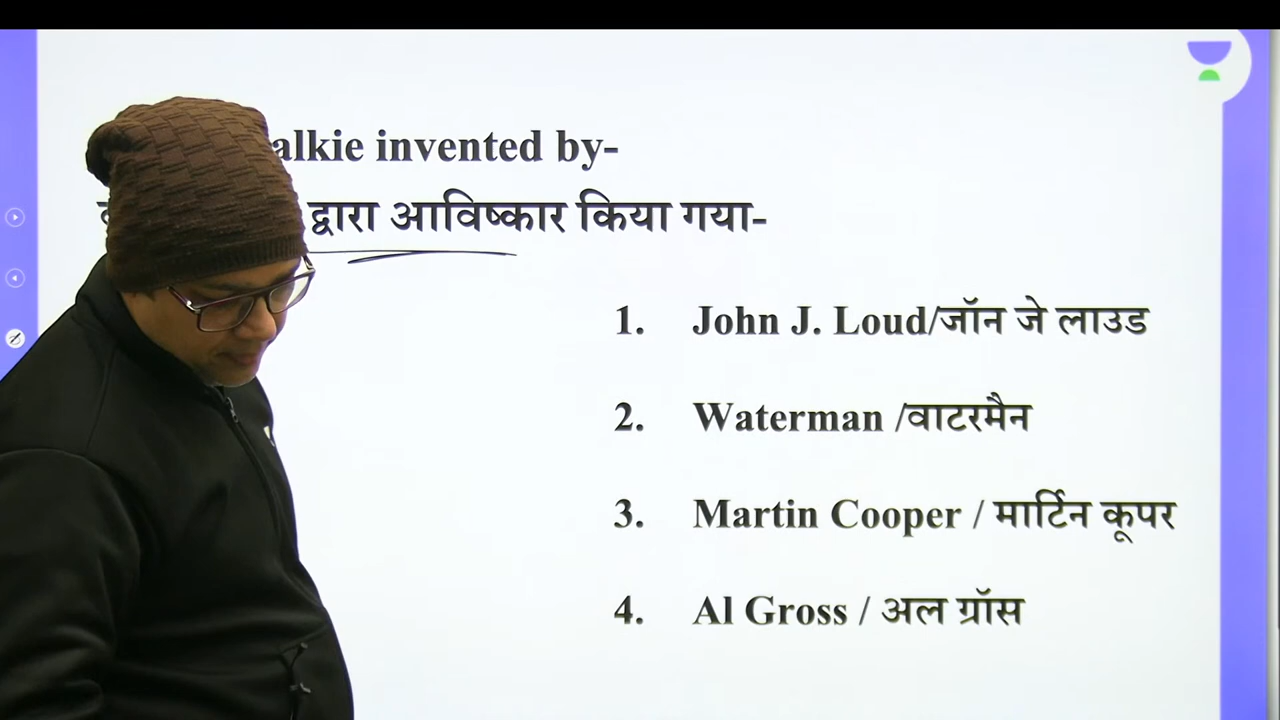 invented by-
द्वारा आविष्कार किया गया-
1. John J. Loud/जॉन जे लाउड
2. Waterman /वाटरमैन
3. Martin Cooper / मार्टिन कूपर
4. Al Gross / अल ग्रॉस